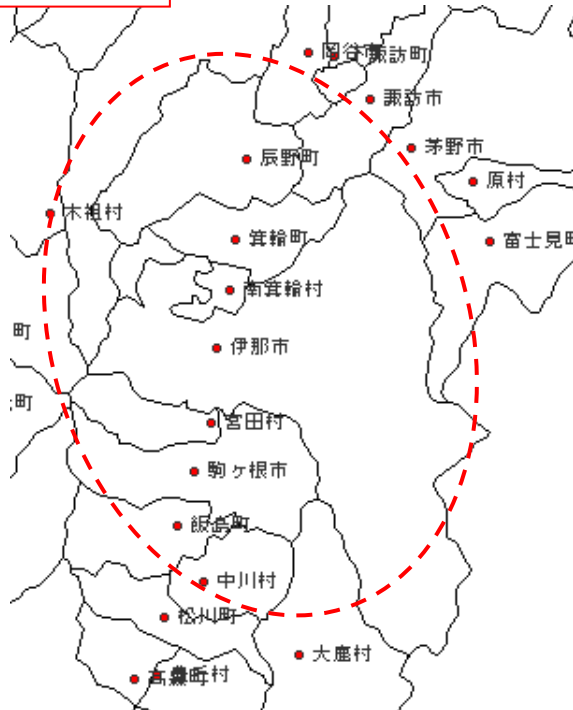 岡谷市
諏訪町
諏訪市
茅野市
辰野町
原村
木祖村
箕輪町
富士見町
南箕輪村
町
伊那市
町
宮田村
駒ヶ根市
飯島町
中川村
松川町
大鹿村
高森町
豊丘村